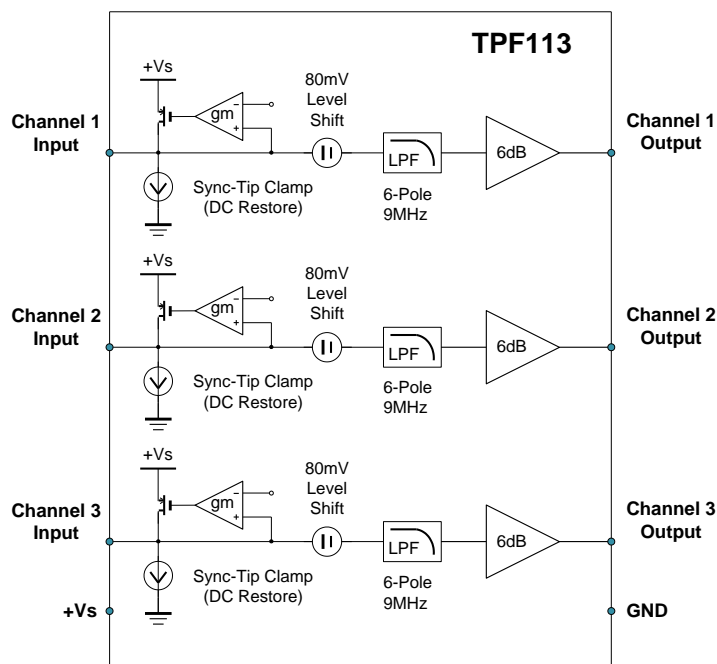 TPF113
+Vs
80mV
Level
Shift
Channel 1
Input
gm
−
+
LPF
6dB
Channel 1
Output
Sync-Tip Clamp
(DC Restore)
6-Pole
9MHz
+Vs
80mV
Level
Shift
Channel 2
Input
gm
−
+
LPF
6dB
Channel 2
Output
Sync-Tip Clamp
(DC Restore)
6-Pole
9MHz
+Vs
80mV
Level
Shift
Channel 3
Input
gm
−
+
LPF
6dB
Channel 3
Output
Sync-Tip Clamp
(DC Restore)
6-Pole
9MHz
+Vs
GND